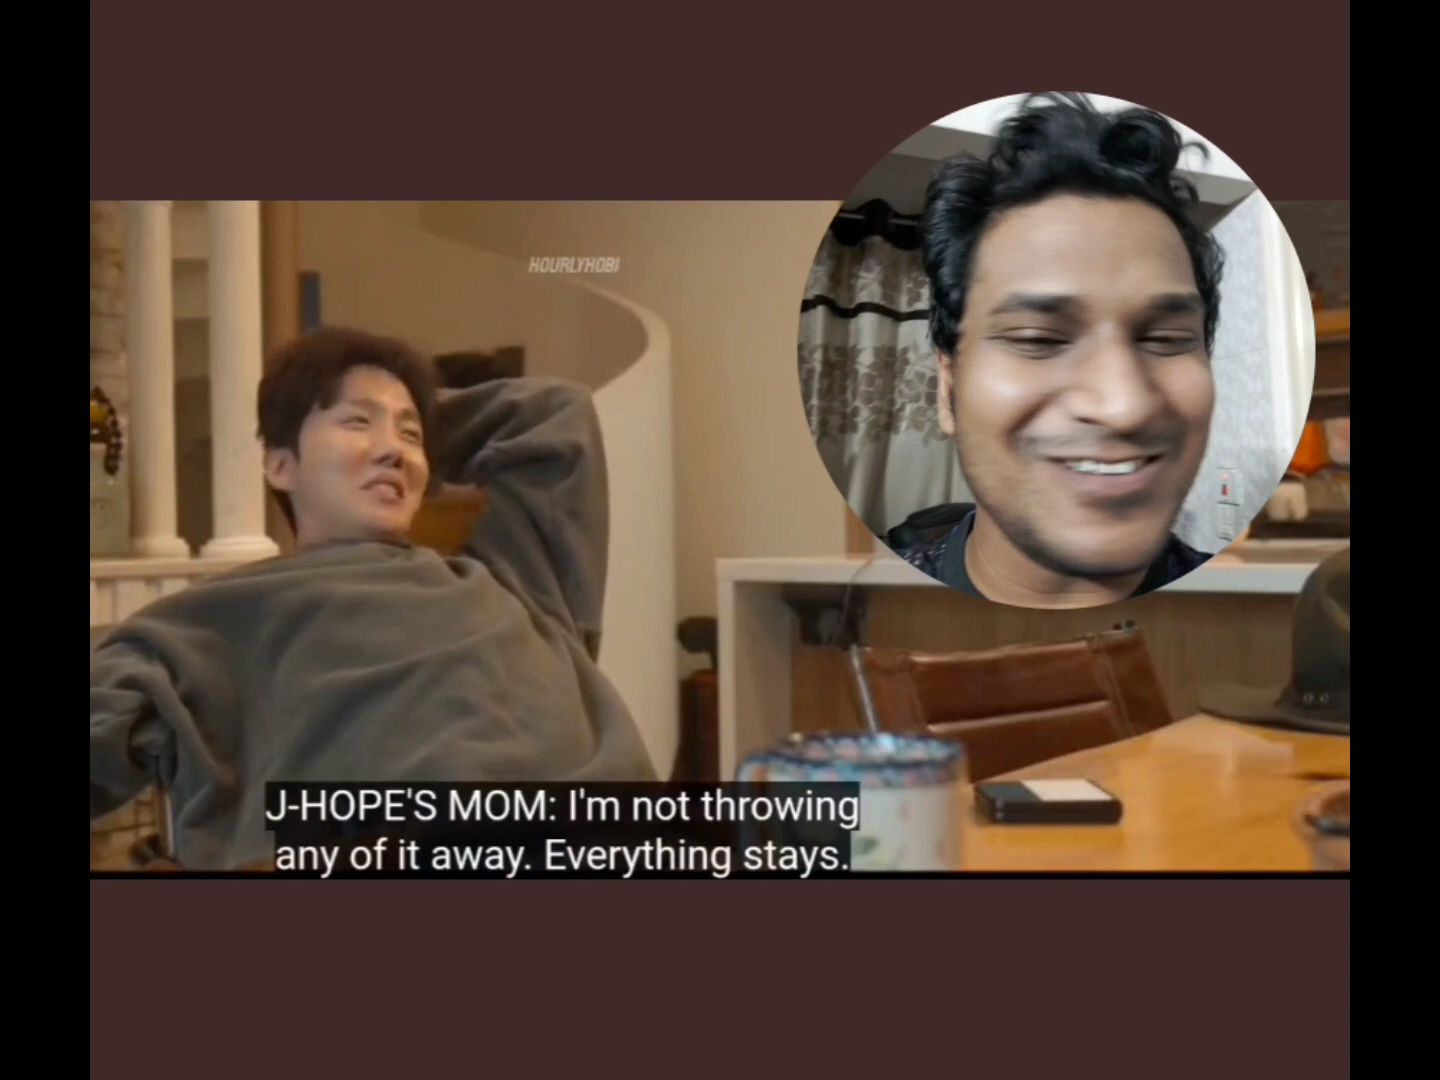 HOURLYHOBI
J-HOPE'S MOM: I'm not throwing
any of it away. Everything stays.